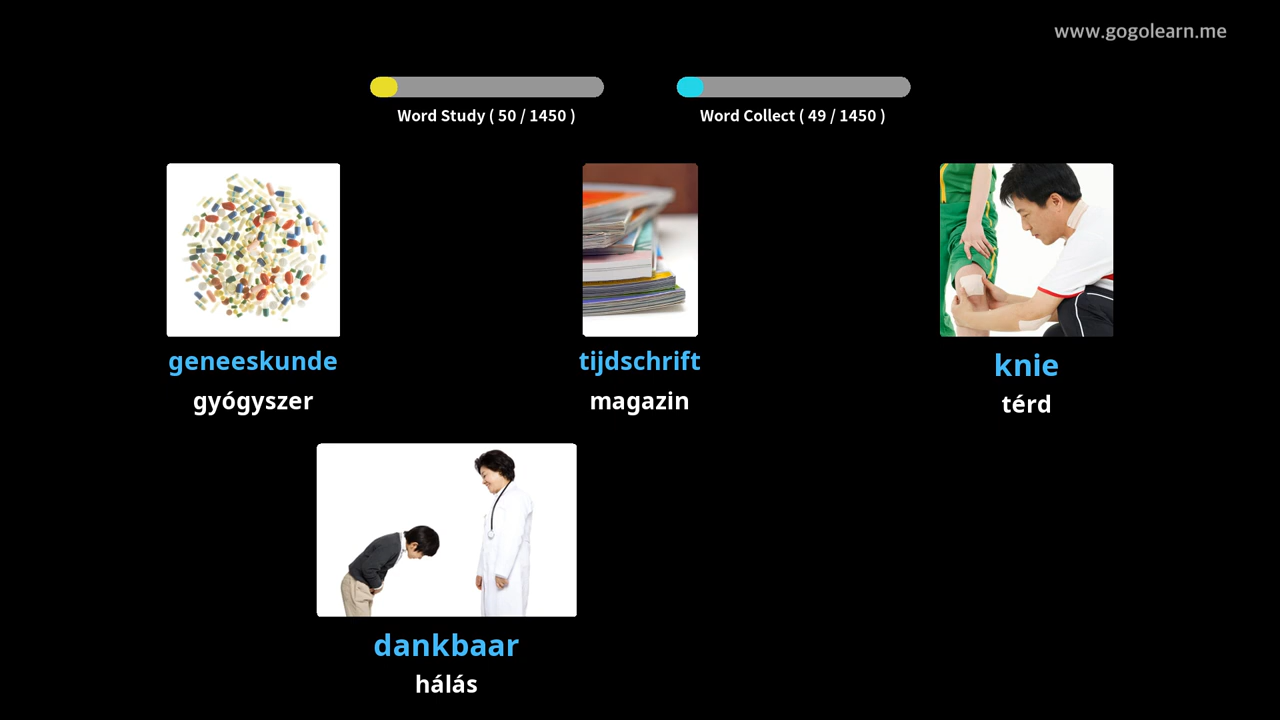 www.gogolearn.me
Word Study ( 50 / 1450 )
Word Collect ( 49 / 1450 )
geneeskunde
gyógyszer
tijdschrift
magazin
knie
térd
dankbaar
hálás